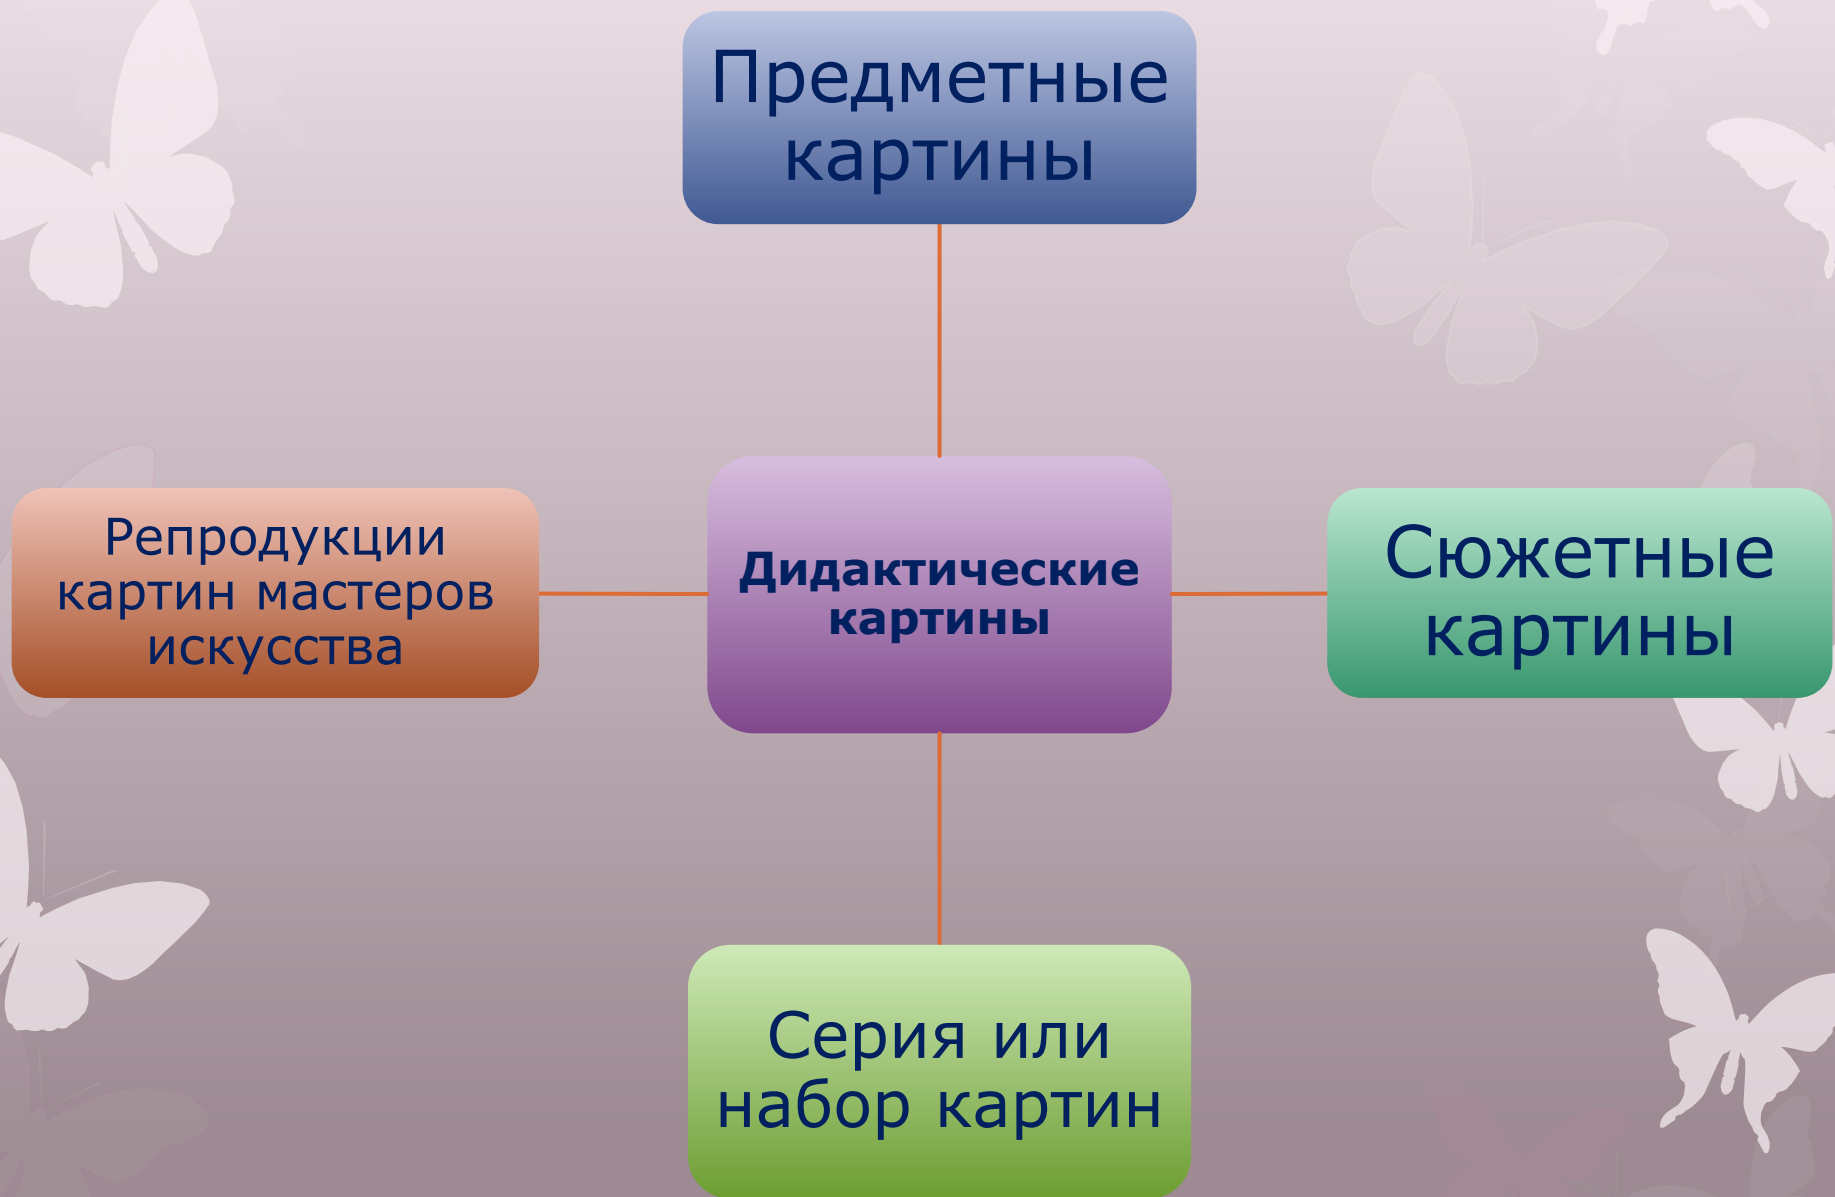 Предметные
картины
Репродукции
картин мастеров
искусства
Дидактические
картины
Сюжетные
картины
Серия или
набор картин